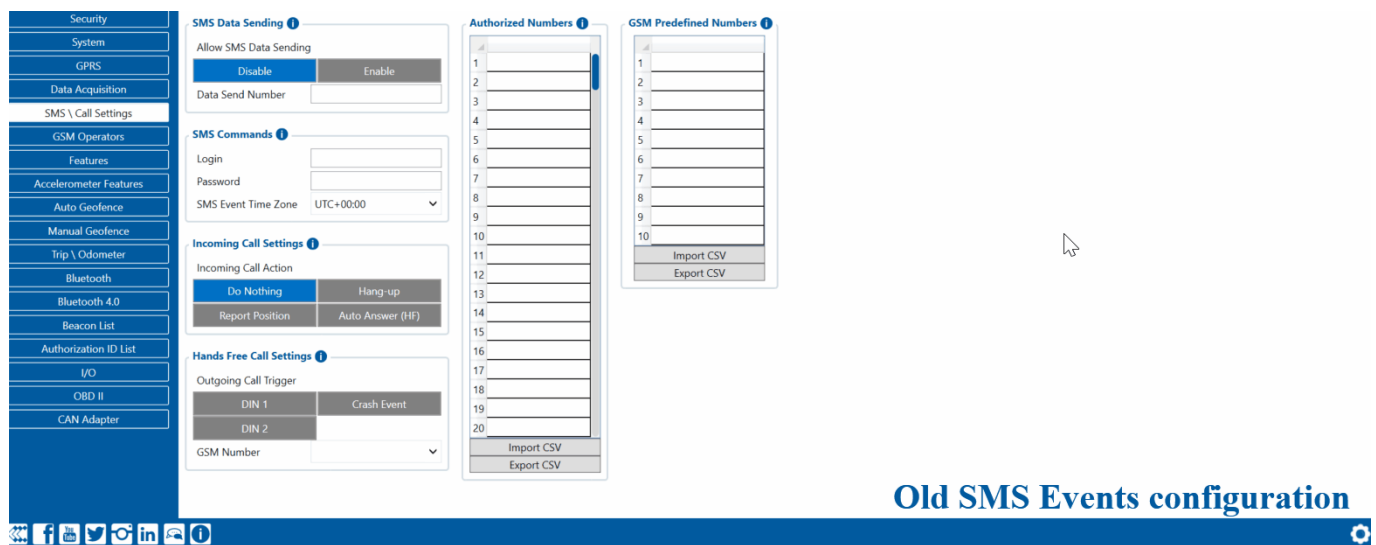 Security
System
GPRS
Data Acquisition
SMS \ Call Settings
GSM Operators
Features
Accelerometer Features
Auto Geofence
Manual Geofence
Trip \ Odometer
Bluetooth
Bluetooth 4.0
Beacon List
Authorization ID List
I/O
OBD II
CAN Adapter
SMS Data Sending
Allow SMS Data Sending
Disable Enable
Data Send Number
SMS Commands
Login
Password
SMS Event Time Zone UTC+00:00
Incoming Call Settings
Incoming Call Action
Do Nothing Hang-up
Report Position Auto Answer (HF)
Hands Free Call Settings
Outgoing Call Trigger
DIN 1 Crash Event
DIN 2
GSM Number
Authorized Numbers
1
2
3
4
5
6
7
8
9
10
11
12
13
14
15
16
17
18
19
20
Import CSV
Export CSV
GSM Predefined Numbers
1
2
3
4
5
6
7
8
9
10
Import CSV
Export CSV
Old SMS Events configuration
You
Tube